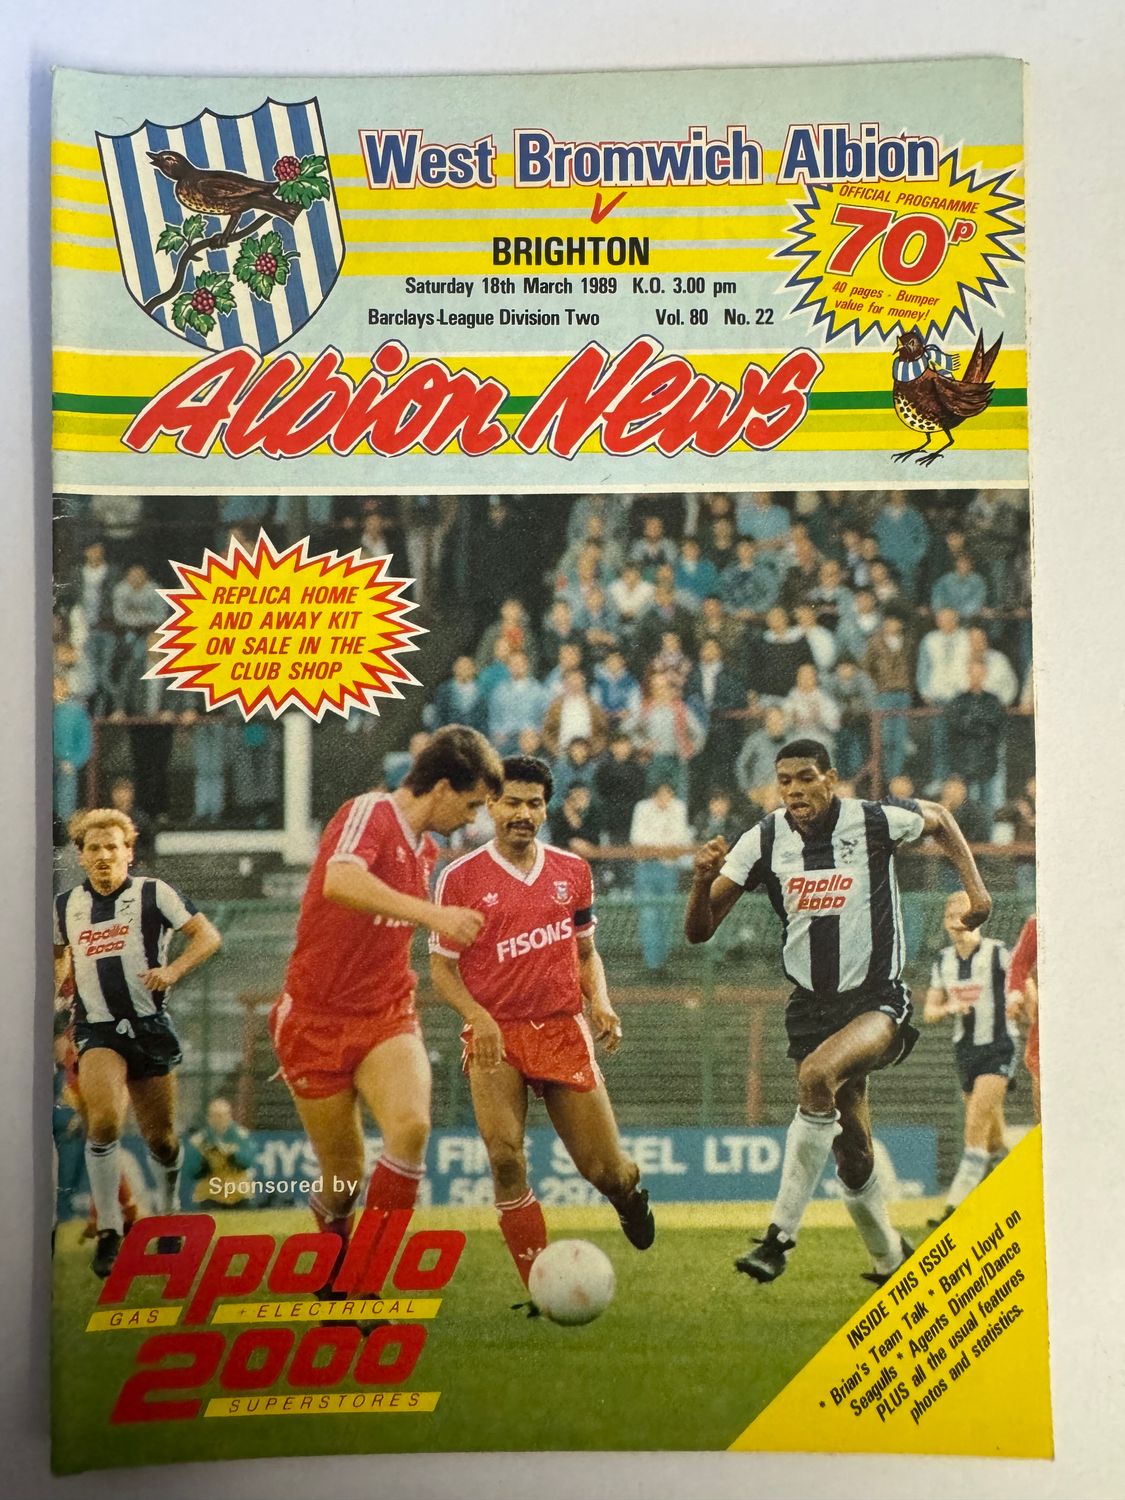 West Bromwich Albion
v
BRIGHTON
Saturday 18th March 1989 K.O. 3.00 pm
Barclays League Division Two Vol. 80 No. 22
OFFICIAL PROGRAMME
70p
40 pages - Bumper
value for money!
Albion News
REPLICA HOME
AND AWAY KIT
ON SALE IN THE
CLUB SHOP
Apollo
2000
FISONS
Apollo
2000
STEEL LTD
Sponsored by
Apollo
GAS + ELECTRICAL
2000
SUPERSTORES
INSIDE THIS ISSUE
* Brian's Team Talk * Barry Lloyd on
Seagulls * Agents Dinner/Dance
PLUS all the usual features
photos and statistics.